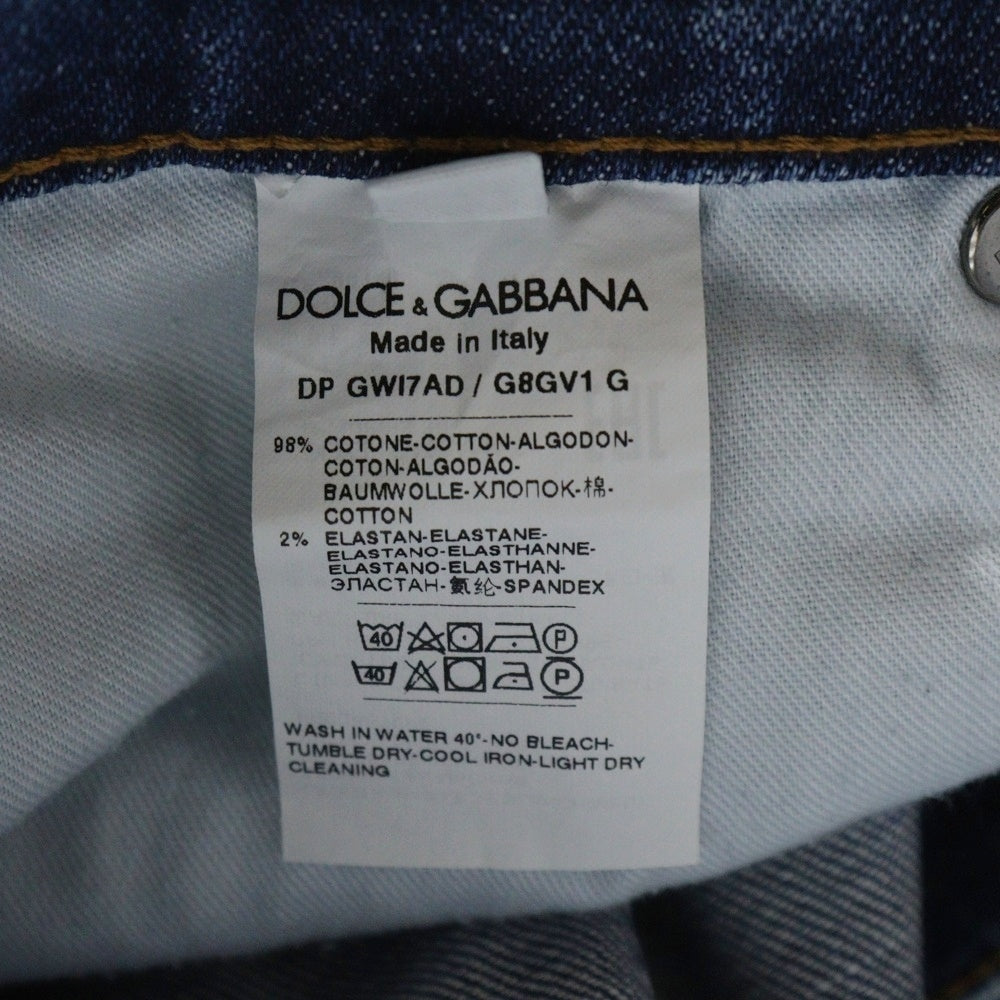 DOLCE & GABBANA
Made in Italy
DP GWI7AD / G8GV1 G
98% COTONE-COTTON-ALGODON-
COTON-ALGODÃO-
BAUMWOLLE-ХЛОПОК-棉-
COTTON
2% ELASTAN-ELASTANE-
ELASTANO-ELASTHANNE-
ELASTANO-ELASTHAN-
ЭЛАСТАН-氨纶-SPANDEX
40 P
40 P
WASH IN WATER 40°-NO BLEACH-
TUMBLE DRY-COOL IRON-LIGHT DRY
CLEANING